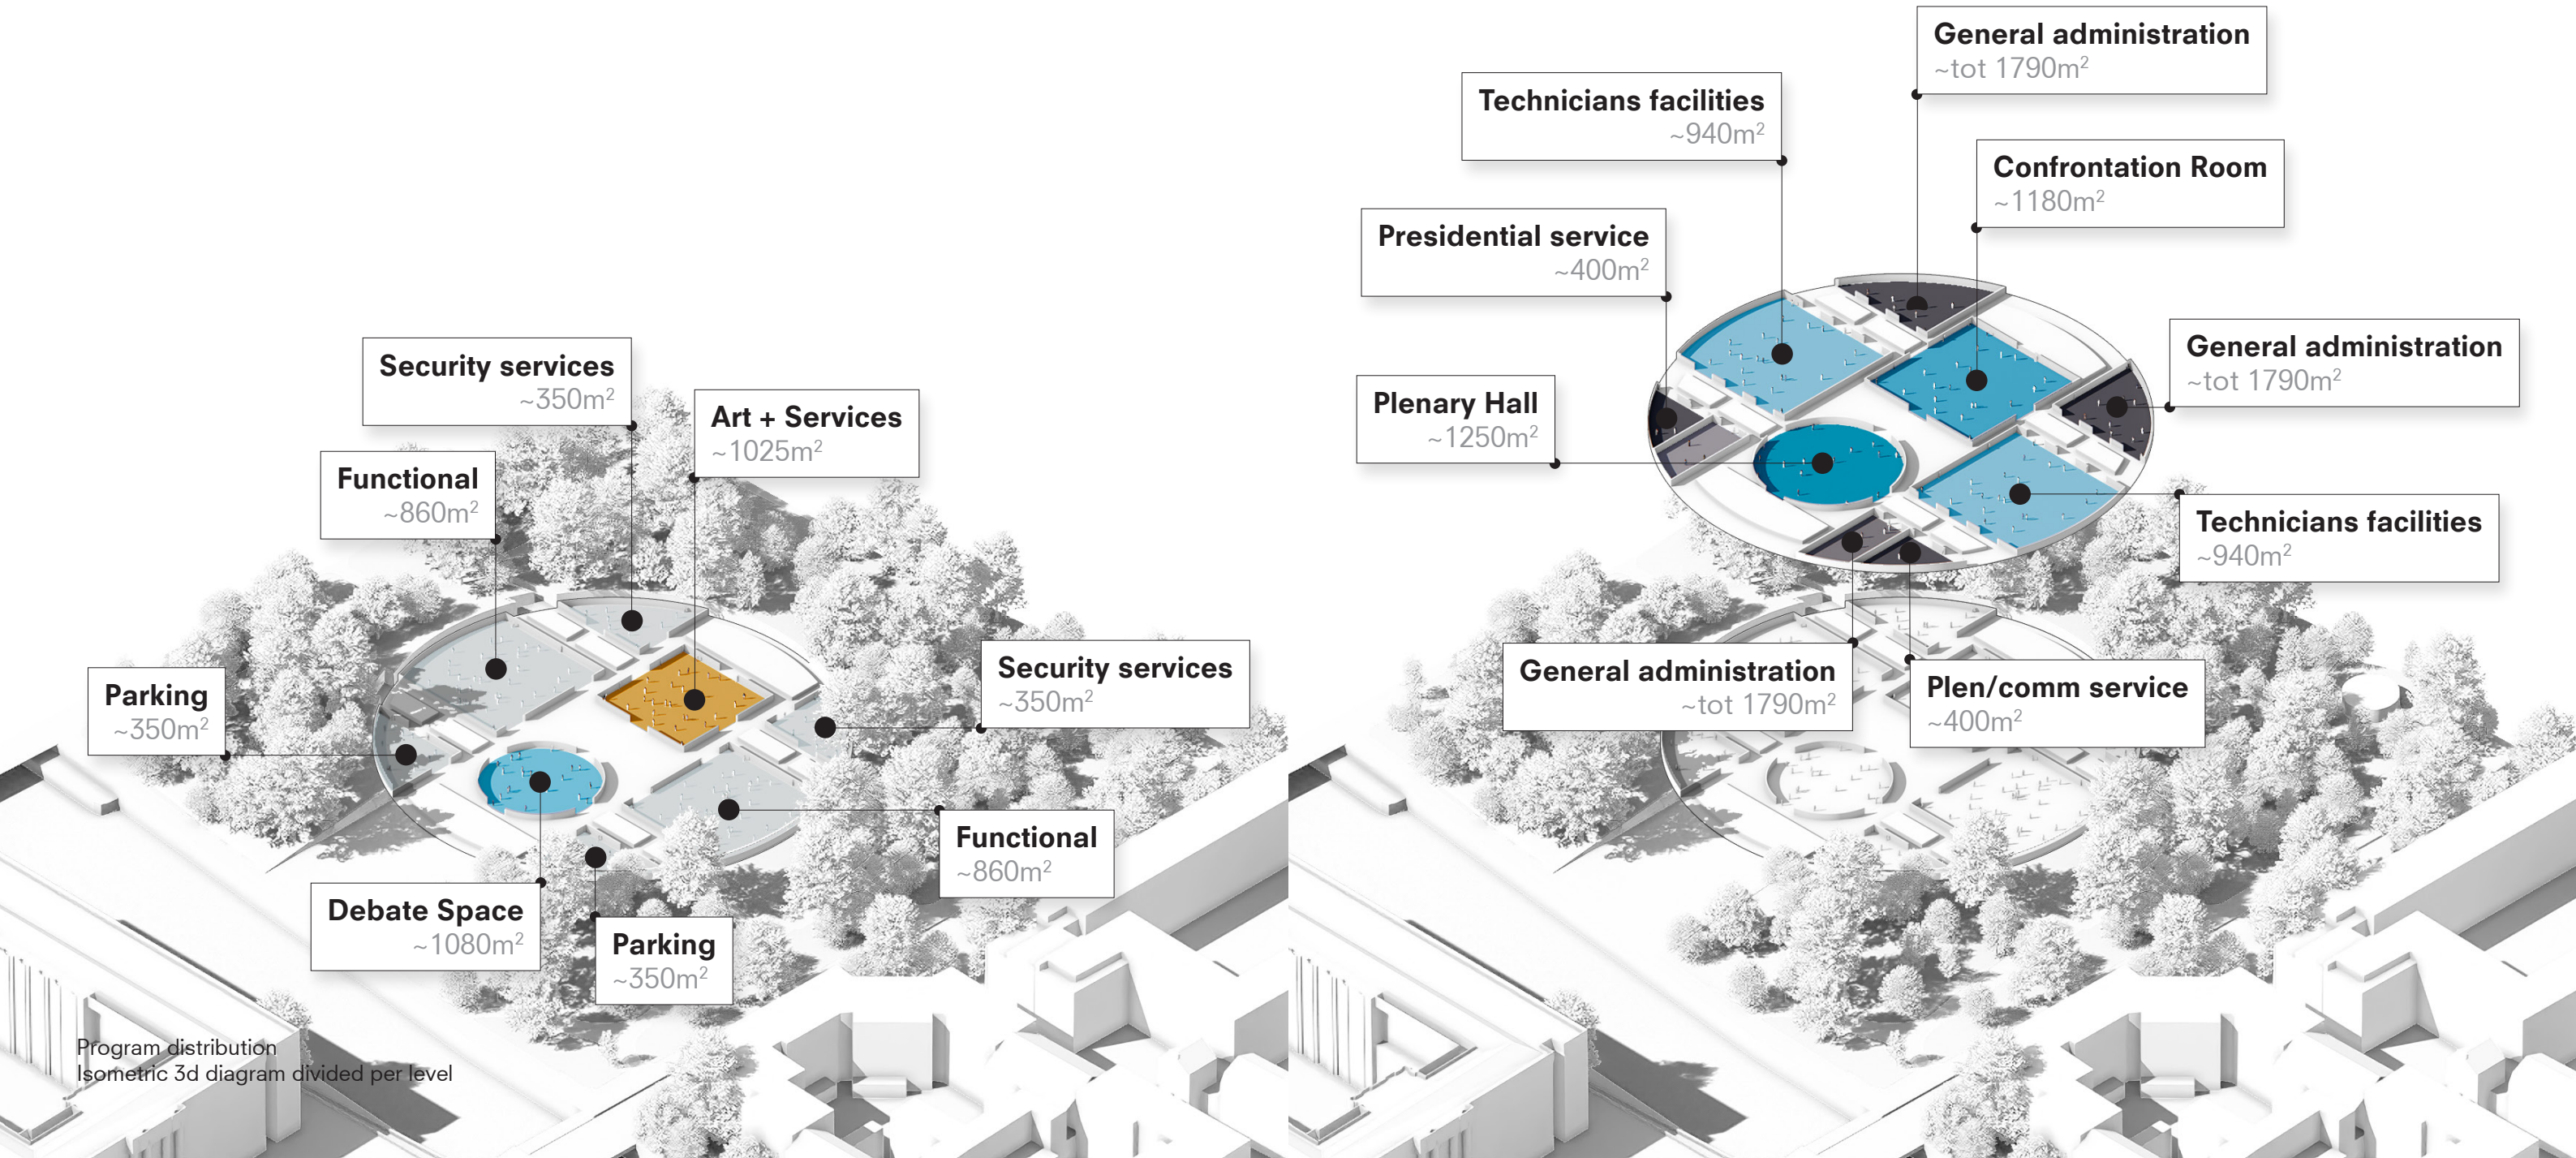 Security services
~350m²
Art + Services
~1025m²
Functional
~860m²
Parking
~350m²
Security services
~350m²
Functional
~860m²
Debate Space
~1080m²
Parking
~350m²
Program distribution
Isometric 3d diagram divided per level
General administration
~tot 1790m²
Technicians facilities
~940m²
Confrontation Room
~1180m²
Presidential service
~400m²
General administration
~tot 1790m²
Plenary Hall
~1250m²
Technicians facilities
~940m²
General administration
~tot 1790m²
Plen/comm service
~400m²